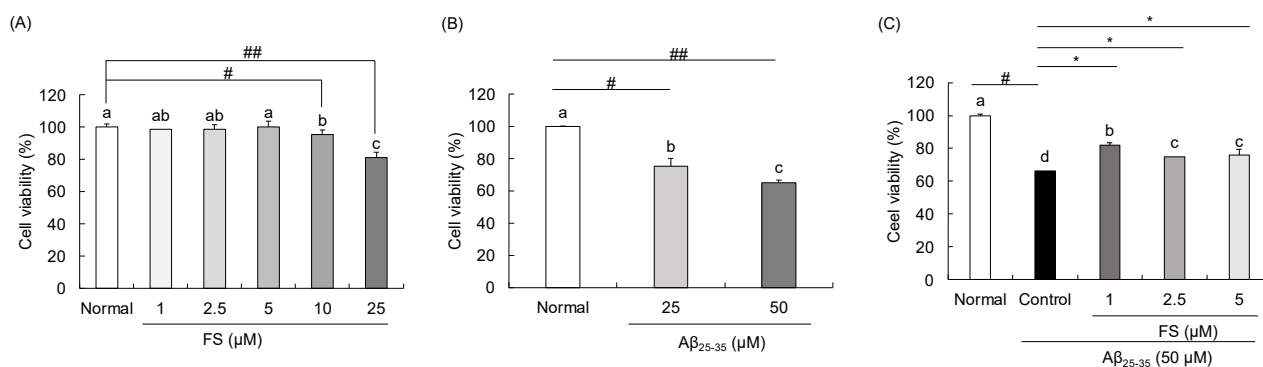 (A)
##
#
120
100
80
60
40
20
0
Cell viability (%)
a
ab
ab
a
b
c
Normal
1
2.5
5
10
25
FS (µM)
(B)
##
#
120
100
80
60
40
20
0
Cell viability (%)
a
b
c
Normal
25
50
Aβ25-35 (µM)
(C)
*
*
*
#
120
100
80
60
40
20
0
Ceel viability (%)
a
d
b
c
c
Normal
Control
1
2.5
5
FS (µM)
Aβ25-35 (50 µM)